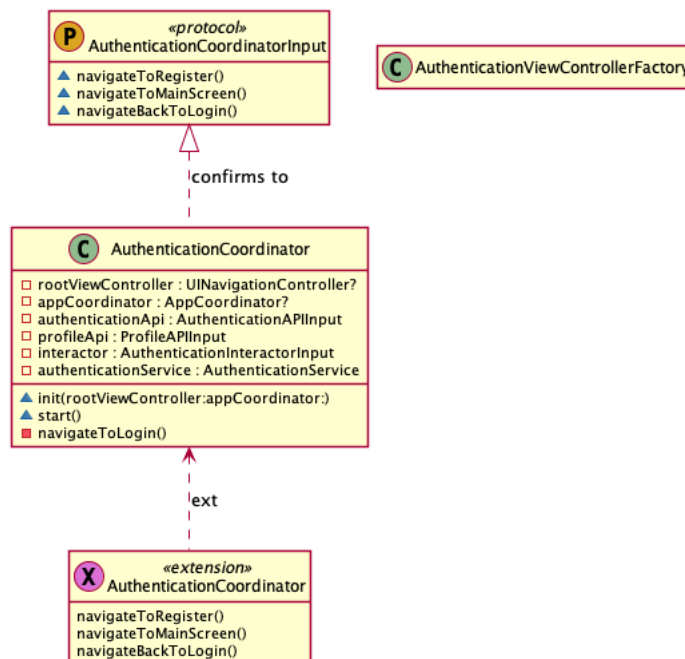 P
«protocol»
AuthenticationCoordinatorInput
navigateToRegister()
navigateToMainScreen()
navigateBackToLogin()
C AuthenticationViewControllerFactory
confirms to
C AuthenticationCoordinator
rootViewController : UINavigationController?
appCoordinator : AppCoordinator?
authenticationApi : AuthenticationAPIInput
profileApi : ProfileAPIInput
interactor : AuthenticationInteractorInput
authenticationService : AuthenticationService
init(rootViewController:appCoordinator:)
start()
navigateToLogin()
ext
X
«extension»
AuthenticationCoordinator
navigateToRegister()
navigateToMainScreen()
navigateBackToLogin()